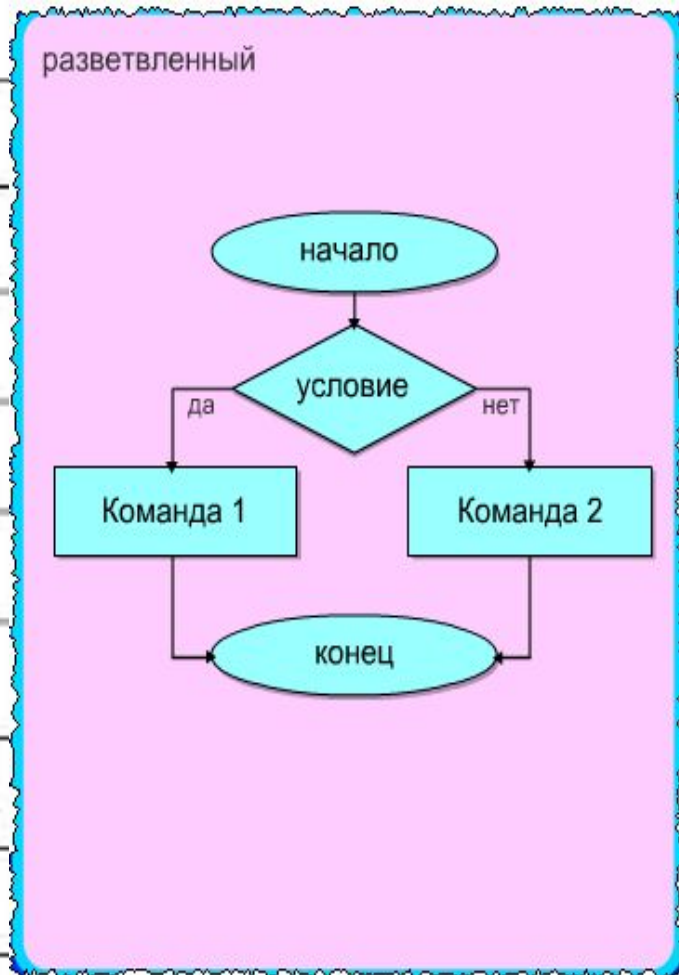 разветвленный
начало
условие
да
нет
Команда 1
Команда 2
конец